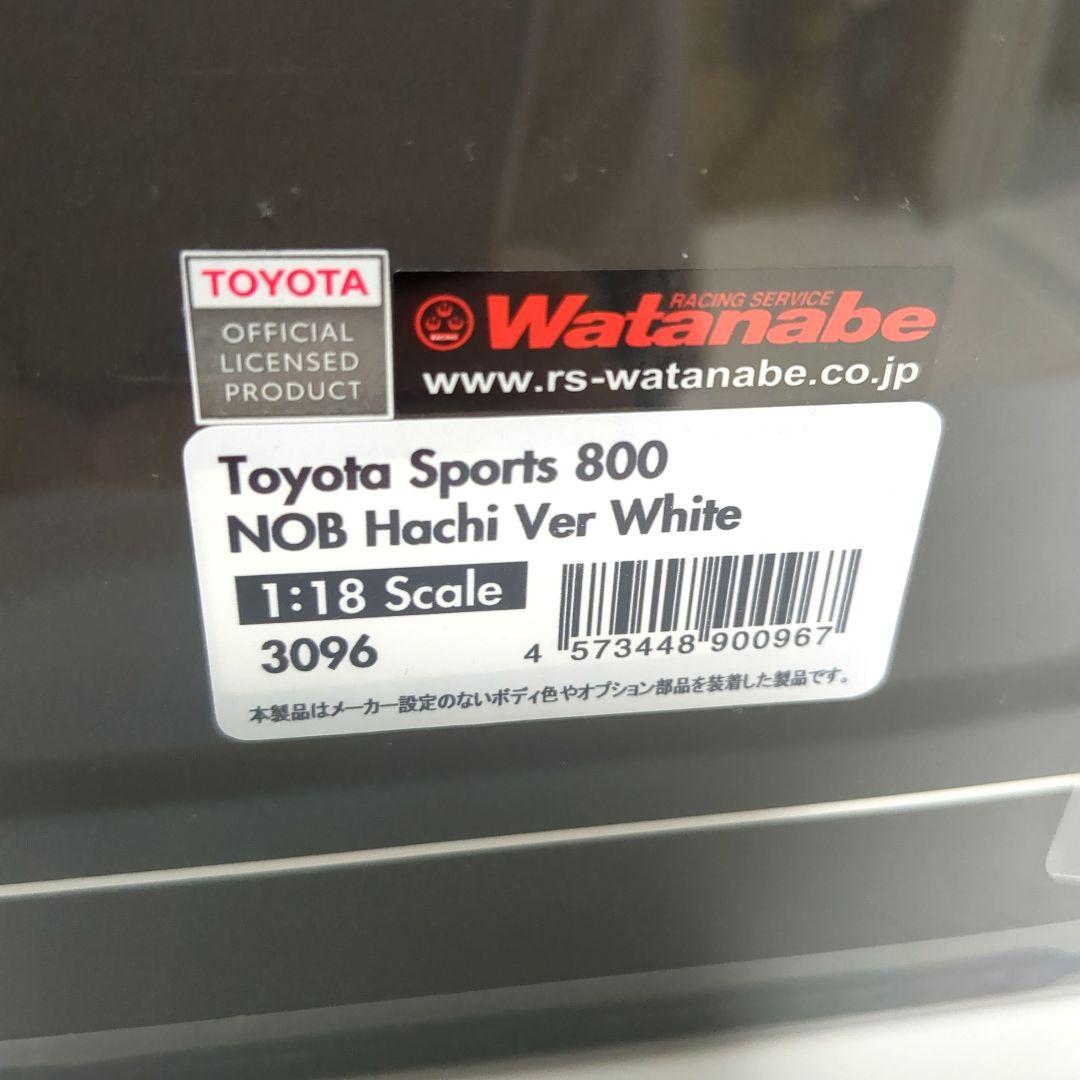 TOYOTA
OFFICIAL
LICENSED
PRODUCT
RACING SERVICE
Watanabe
www.rs-watanabe.co.jp
Toyota Sports 800
NOB Hachi Ver White
1:18 Scale
3096
4 573448 900967
本製品はメーカー設定のないボディ色やオプション部品を装着した製品です。